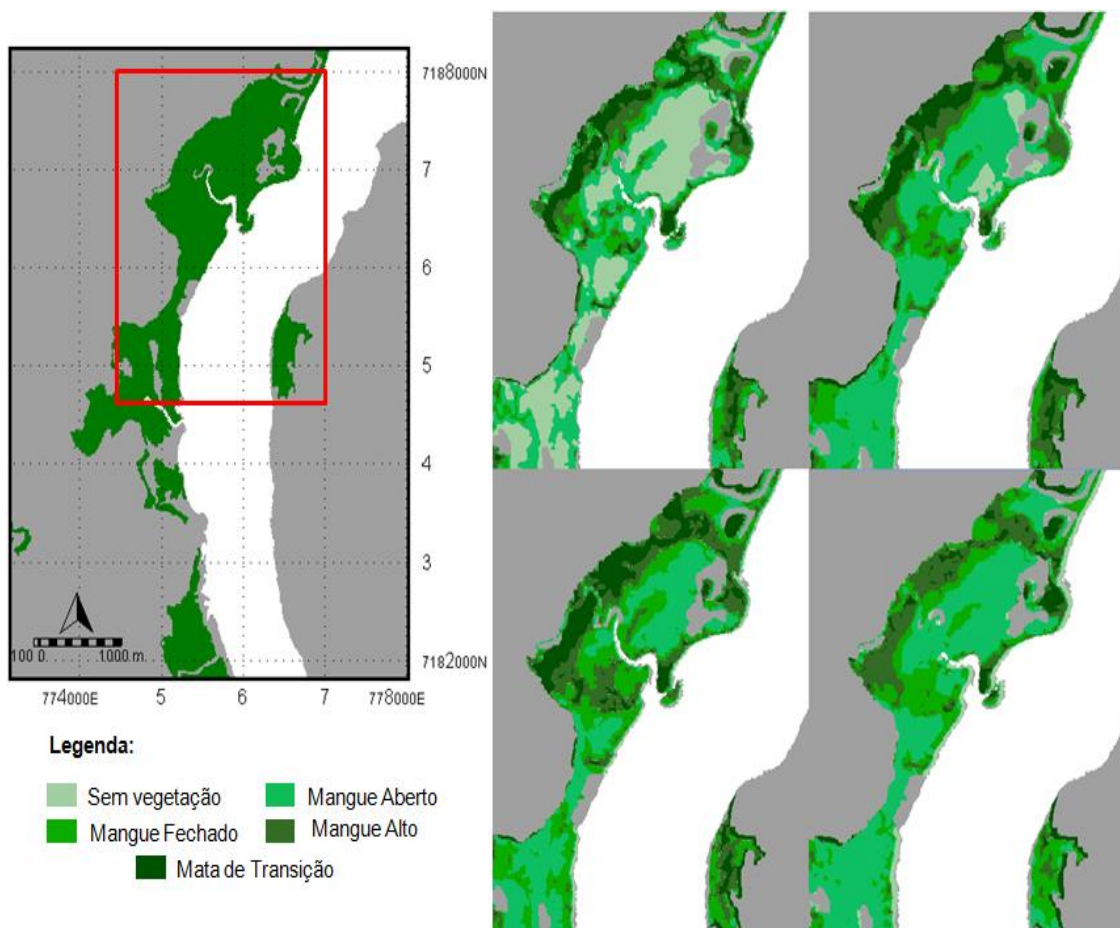 7188000N
7
6
5
4
3
7182000N
100 0 1000 m.
774000E 5 6 7 778000E
Legenda:
Sem vegetação Mangue Aberto
Mangue Fechado Mangue Alto
Mata de Transição